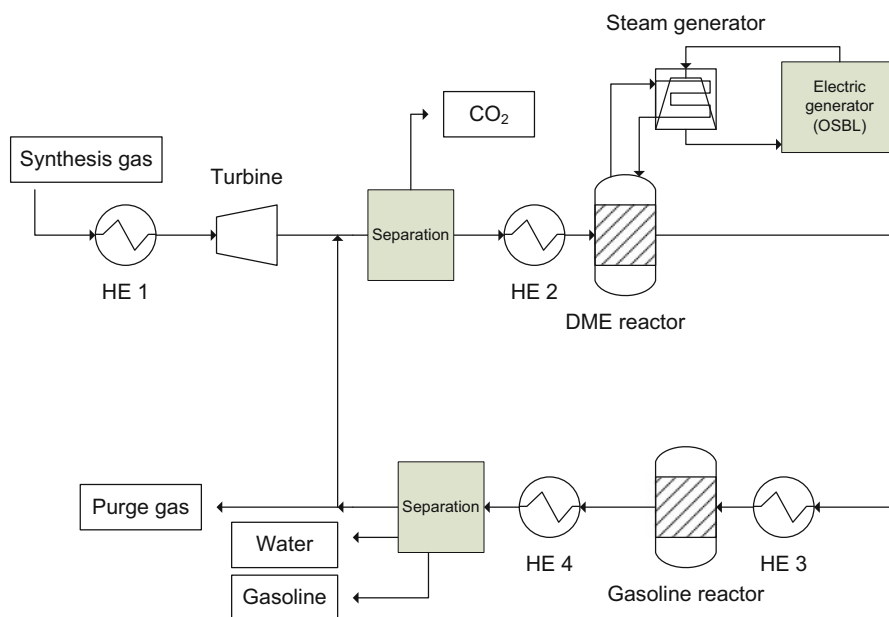 Steam generator
Electric
generator
(OSBL)
CO₂
Synthesis gas
Turbine
Separation
HE 1
HE 2
DME reactor
Purge gas
Separation
Water
Gasoline
HE 4
HE 3
Gasoline reactor